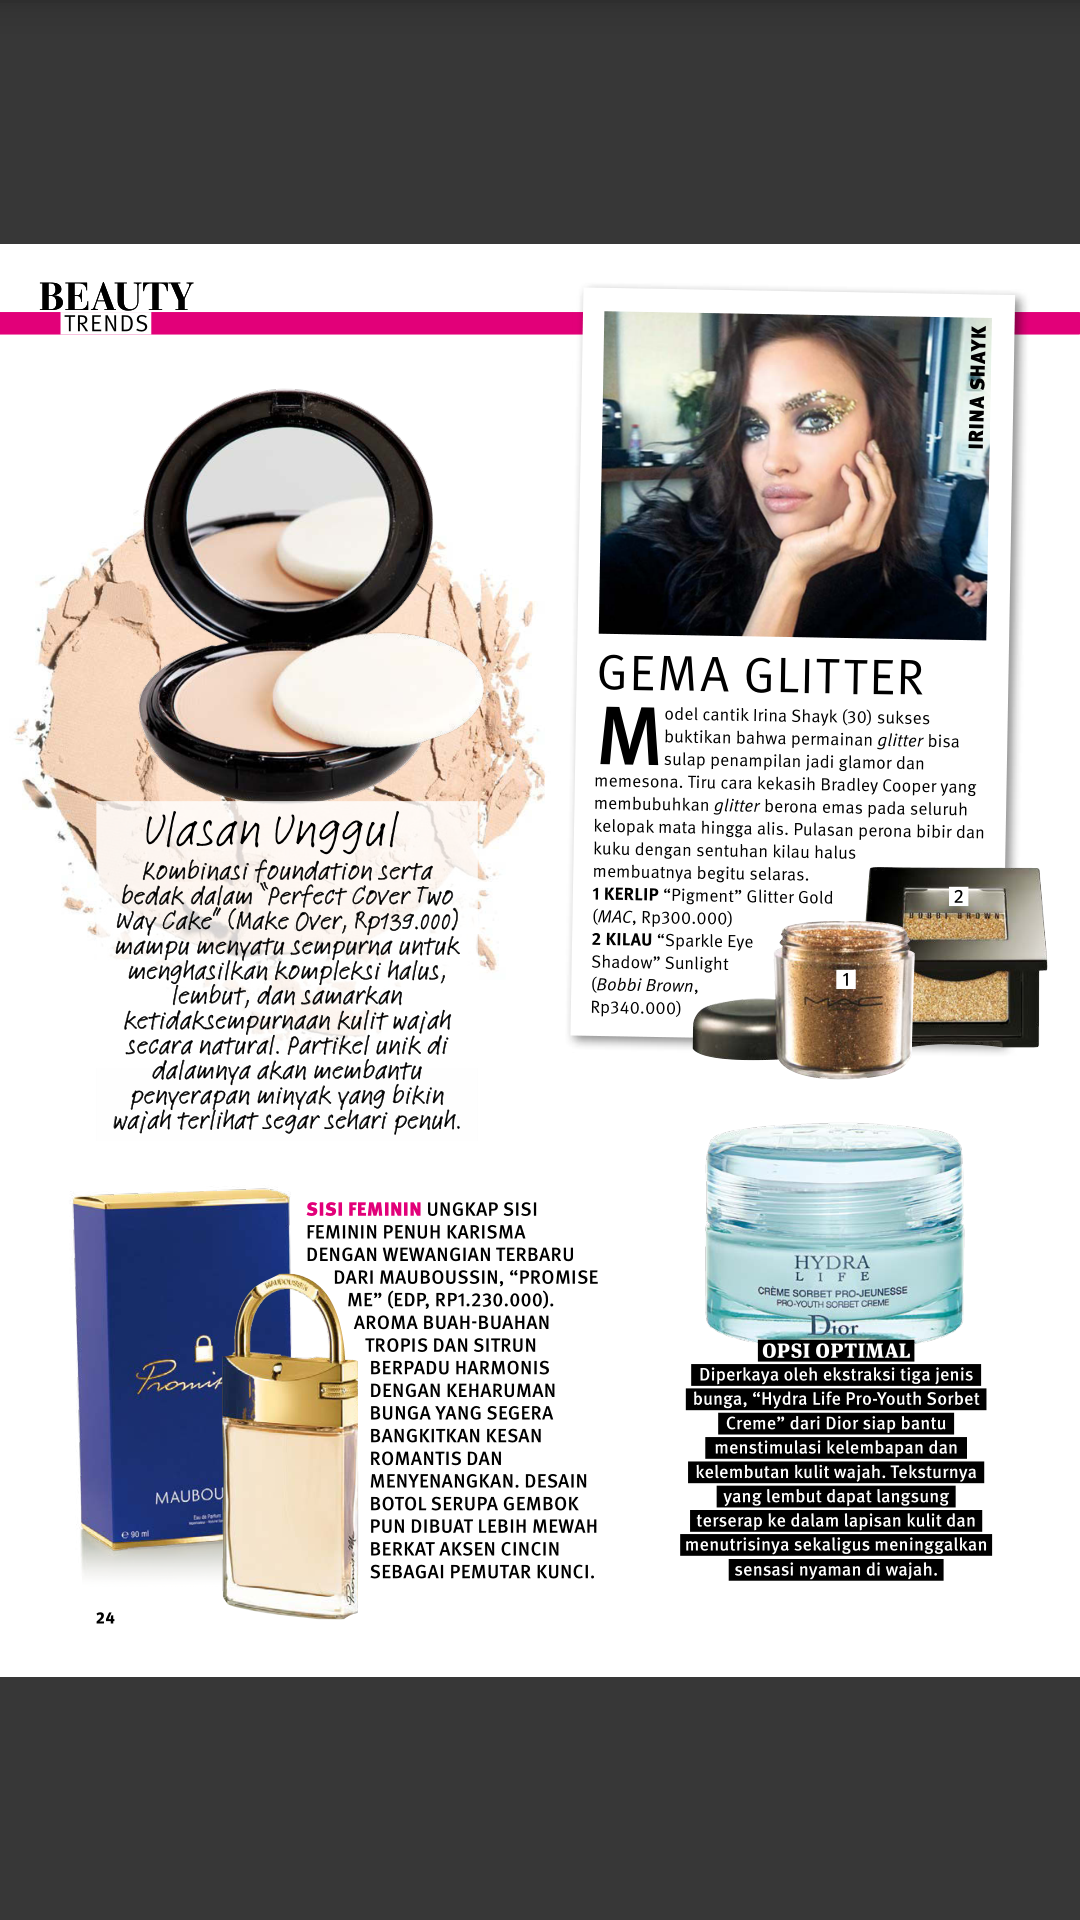 BEAUTY
TRENDS
IRINA SHAYK
GEMA GLITTER
Model cantik Irina Shayk (30) sukses
buktikan bahwa permainan glitter bisa
sulap penampilan jadi glamor dan
memesona. Tiru cara kekasih Bradley Cooper yang
membubuhkan glitter berona emas pada seluruh
kelopak mata hingga alis. Pulasan perona bibir dan
kuku dengan sentuhan kilau halus
membuatnya begitu selaras.
1 KERLIP “Pigment” Glitter Gold
(MAC, Rp300.000)
2 KILAU “Sparkle Eye
Shadow” Sunlight
(Bobbi Brown,
Rp340.000)
2
BOBBI BROWN
1
MAC
Ulasan Unggul
Kombinasi foundation serta
bedak dalam “Perfect Cover Two
Way Cake” (Make Over, Rp139.000)
mampu menyatu sempurna untuk
menghasilkan kompleksi halus,
lembut, dan samarkan
ketidaksempurnaan kulit wajah
secara natural. Partikel unik di
dalamnya akan membantu
penyerapan minyak yang bikin
wajah terlihat segar sehari penuh.
SISI FEMININ UNGKAP SISI
FEMININ PENUH KARISMA
DENGAN WEWANGIAN TERBARU
DARI MAUBOUSSIN, “PROMISE
ME” (EDP, RP1.230.000).
AROMA BUAH-BUAHAN
TROPIS DAN SITRUN
BERPADU HARMONIS
DENGAN KEHARUMAN
BUNGA YANG SEGERA
BANGKITKAN KESAN
ROMANTIS DAN
MENYENANGKAN. DESAIN
BOTOL SERUPA GEMBOK
PUN DIBUAT LEBIH MEWAH
BERKAT AKSEN CINCIN
SEBAGAI PEMUTAR KUNCI.
MAUBOUSSIN
Promis
MAUBOU
Eau de Parfum
e 90 ml
Promise Me
HYDRA
LIFE
CRÈME SORBET PRO-JEUNESSE
PRO-YOUTH SORBET CREME
Dior
OPSI OPTIMAL
Diperkaya oleh ekstraksi tiga jenis
bunga, “Hydra Life Pro-Youth Sorbet
Creme” dari Dior siap bantu
menstimulasi kelembapan dan
kelembutan kulit wajah. Teksturnya
yang lembut dapat langsung
terserap ke dalam lapisan kulit dan
menutrisinya sekaligus meninggalkan
sensasi nyaman di wajah.
24